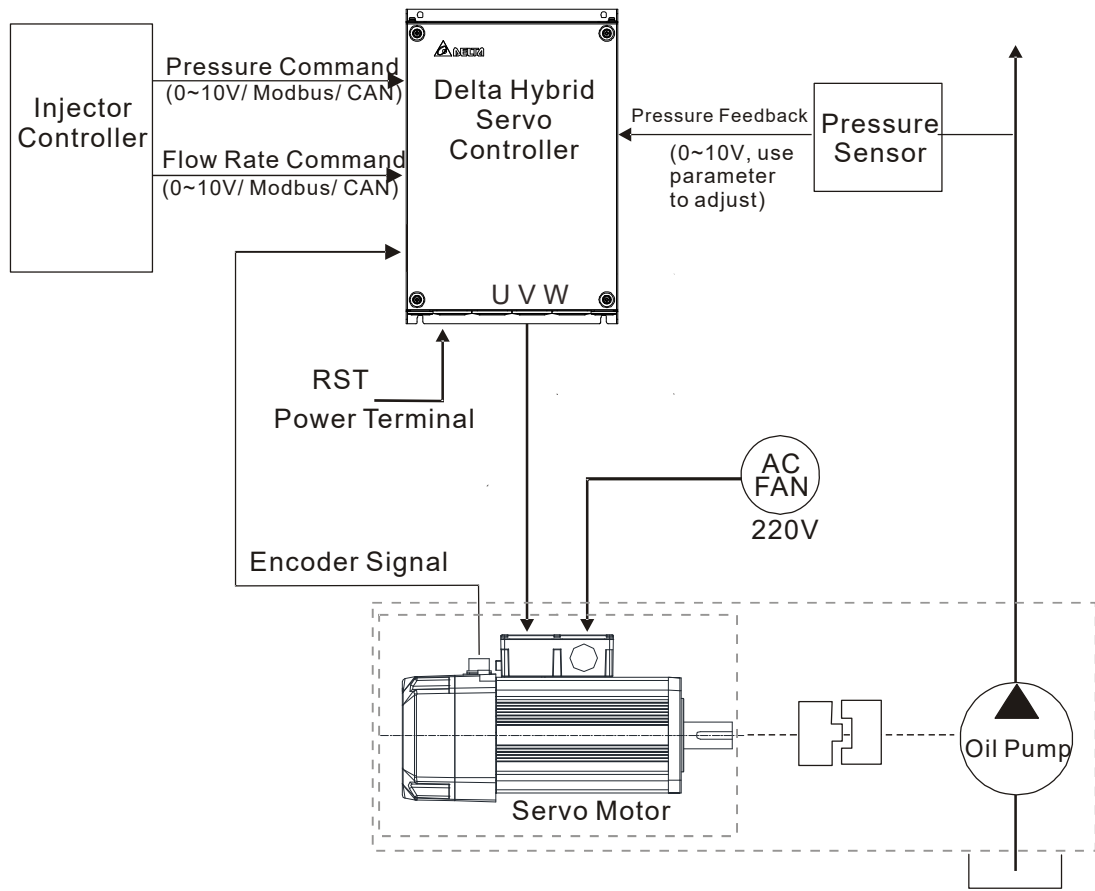 Injector
Controller
Pressure Command
(0~10V/ Modbus/ CAN)
Flow Rate Command
(0~10V/ Modbus/ CAN)
DELTA
Delta Hybrid
Servo
Controller
U V W
Pressure Feedback
(0~10V, use
parameter
to adjust)
Pressure
Sensor
RST
Power Terminal
AC
FAN
220V
Encoder Signal
Servo Motor
Oil Pump